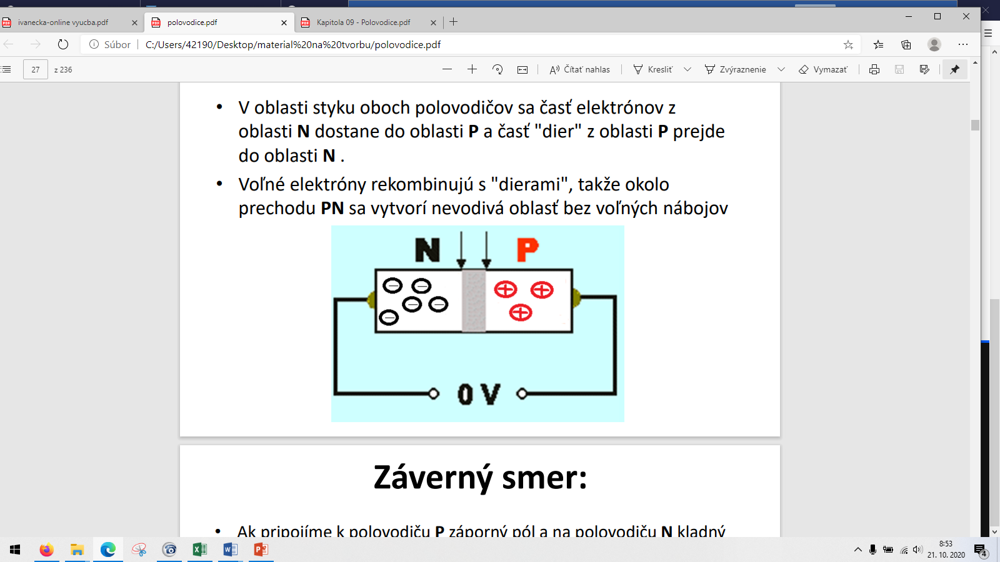 ivanecka-online vyucba.pdf
polovodice.pdf
Kapitola 09 - Polovodice.pdf
Súbor
C:/Users/42190/Desktop/material%20na%20tvorbu/polovodice.pdf
27
z 236
Čítať nahlas
Kresliť
Zvýraznenie
Vymazať
• V oblasti styku oboch polovodičov sa časť elektrónov z
oblasti N dostane do oblasti P a časť "dier" z oblasti P prejde
do oblasti N .
• Voľné elektróny rekombinujú s "dierami", takže okolo
prechodu PN sa vytvorí nevodivá oblasť bez voľných nábojov
N
P
0 V
Záverný smer:
• Ak pripojíme k polovodiču P záporný pól a na polovodiču N kladný
8:53
21. 10. 2020
4